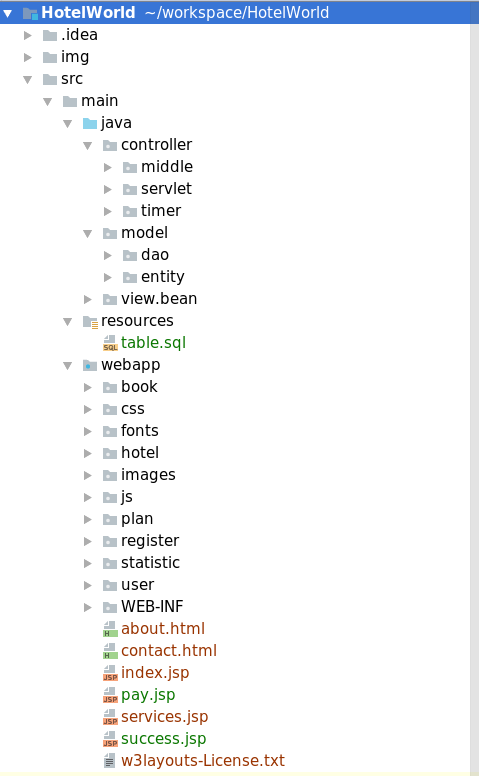 HotelWorld ~/workspace/HotelWorld
.idea
img
src
main
java
controller
middle
servlet
timer
model
dao
entity
view.bean
resources
SQL table.sql
webapp
book
css
fonts
hotel
images
js
plan
register
statistic
user
WEB-INF
H about.html
H contact.html
JSP index.jsp
JSP pay.jsp
JSP services.jsp
JSP success.jsp
w3layouts-License.txt